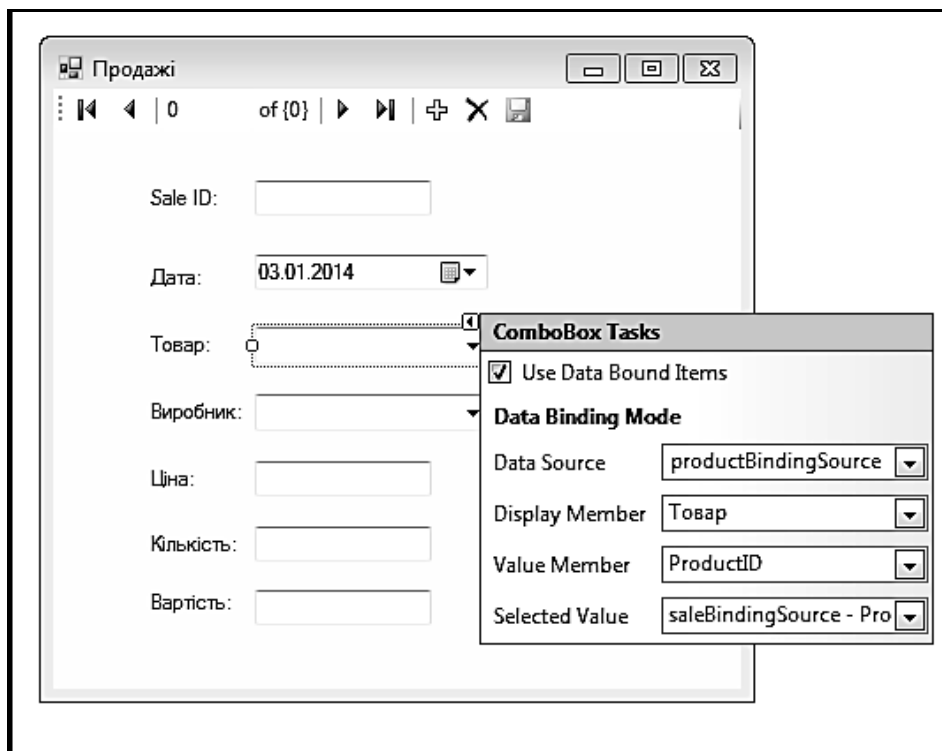 Продажі
0 of {0}
Sale ID:
Дата: 03.01.2014
Товар:
Виробник:
Ціна:
Кількість:
Вартість:
ComboBox Tasks
Use Data Bound Items
Data Binding Mode
Data Source productBindingSource
Display Member Товар
Value Member ProductID
Selected Value saleBindingSource - Pro